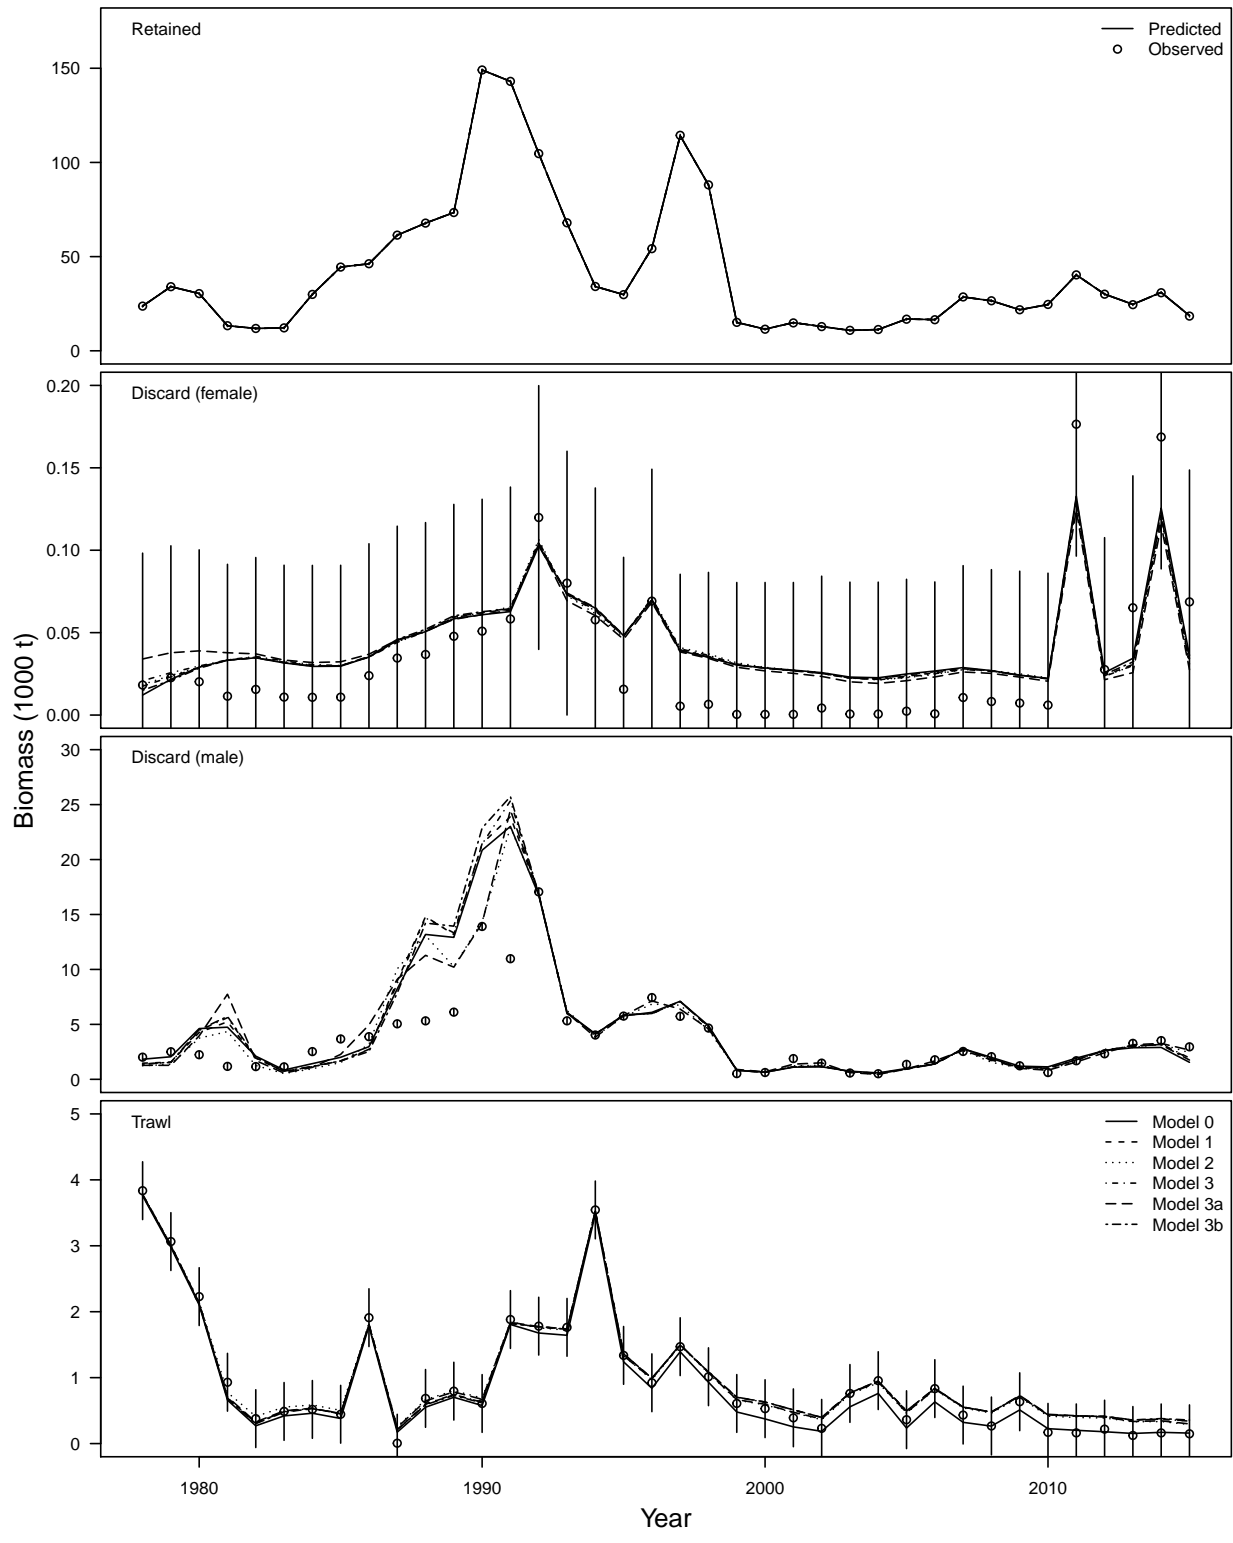 Retained
Predicted
Observed
150
100
50
0
Discard (female)
0.20
0.15
0.10
0.05
0.00
Discard (male)
30
25
20
15
10
5
0
Trawl
Model 0
Model 1
Model 2
Model 3
Model 3a
Model 3b
5
4
3
2
1
0
1980 1990 2000 2010
Year
Biomass (1000 t)